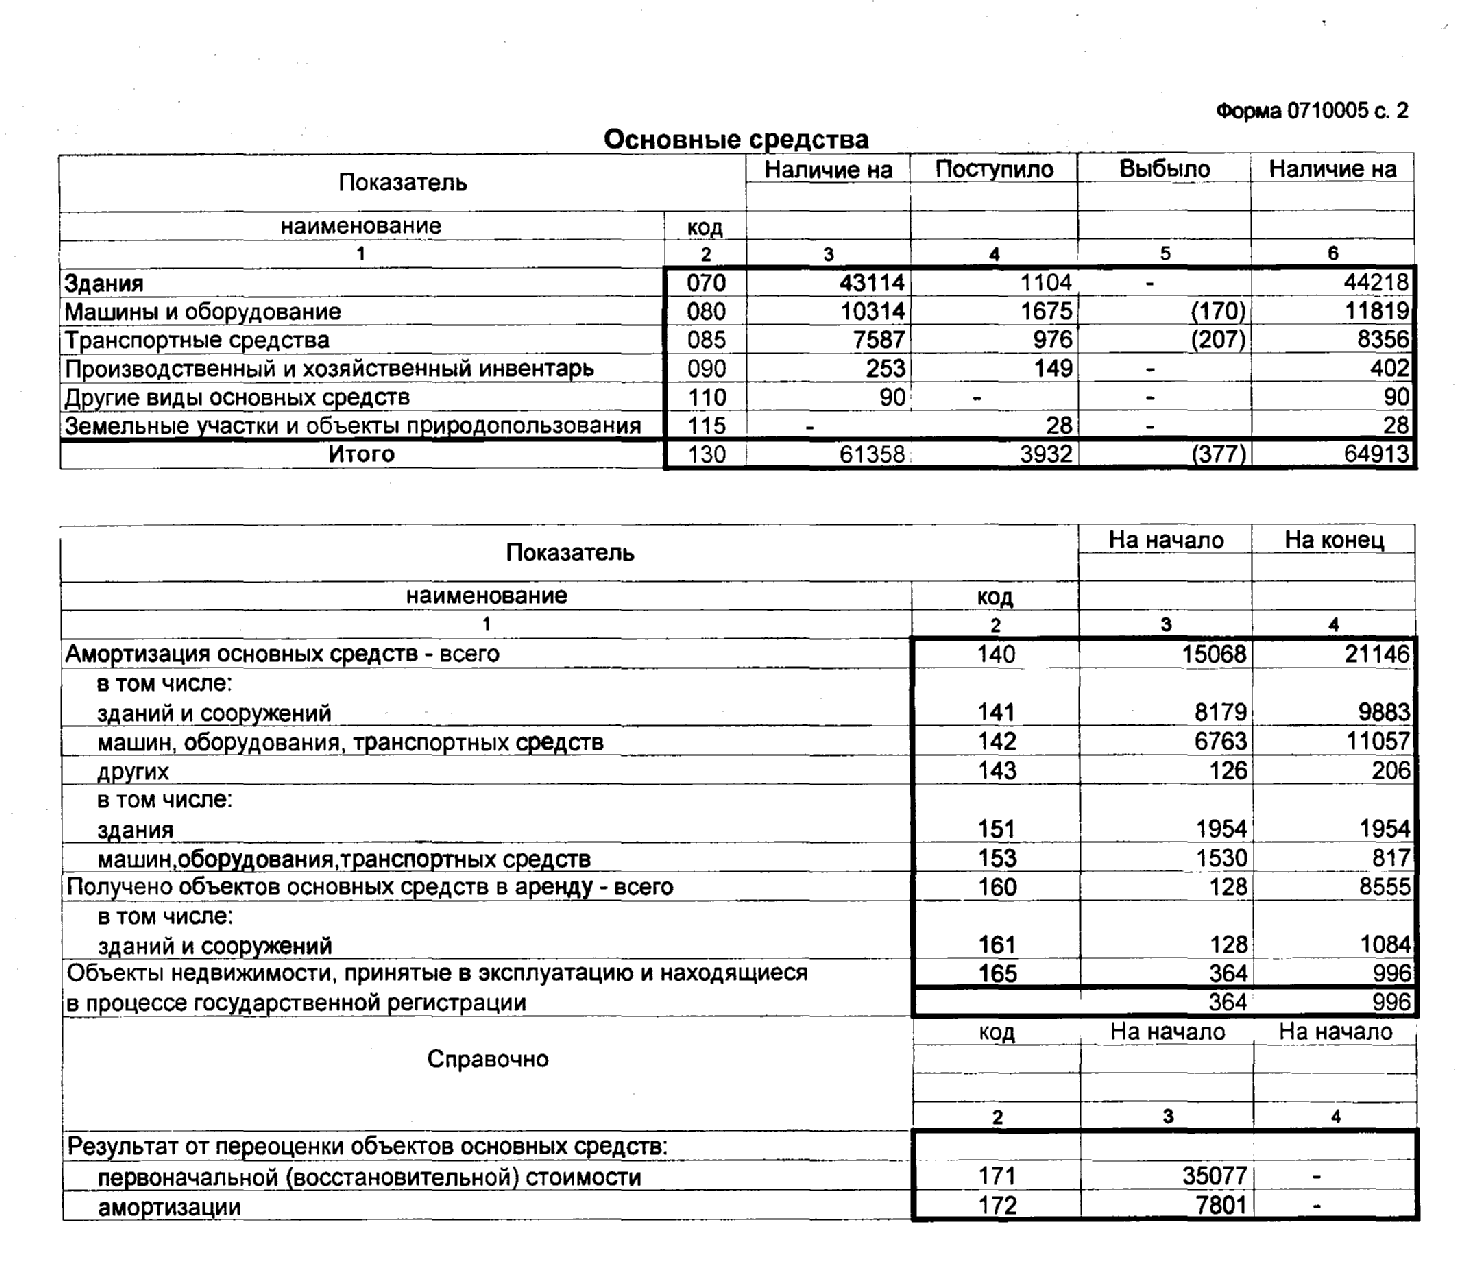 Форма 0710005 с. 2
Основные средства
Показатель Наличие на Поступило Выбыло Наличие на
наименование код
1 2 3 4 5 6
Здания 070 43114 1104 - 44218
Машины и оборудование 080 10314 1675 (170) 11819
Транспортные средства 085 7587 976 (207) 8356
Производственный и хозяйственный инвентарь 090 253 149 - 402
Другие виды основных средств 110 90 - - 90
Земельные участки и объекты природопользования 115 - 28 - 28
Итого 130 61358 3932 (377) 64913
Показатель На начало На конец
наименование код
1 2 3 4
Амортизация основных средств - всего 140 15068 21146
в том числе:
зданий и сооружений 141 8179 9883
машин, оборудования, транспортных средств 142 6763 11057
других 143 126 206
в том числе:
здания 151 1954 1954
машин,оборудования,транспортных средств 153 1530 817
Получено объектов основных средств в аренду - всего 160 128 8555
в том числе:
зданий и сооружений 161 128 1084
Объекты недвижимости, принятые в эксплуатацию и находящиеся 165 364 996
в процессе государственной регистрации 364 996
Справочно код На начало На начало
2 3 4
Результат от переоценки объектов основных средств:
первоначальной (восстановительной) стоимости 171 35077 -
амортизации 172 7801 -